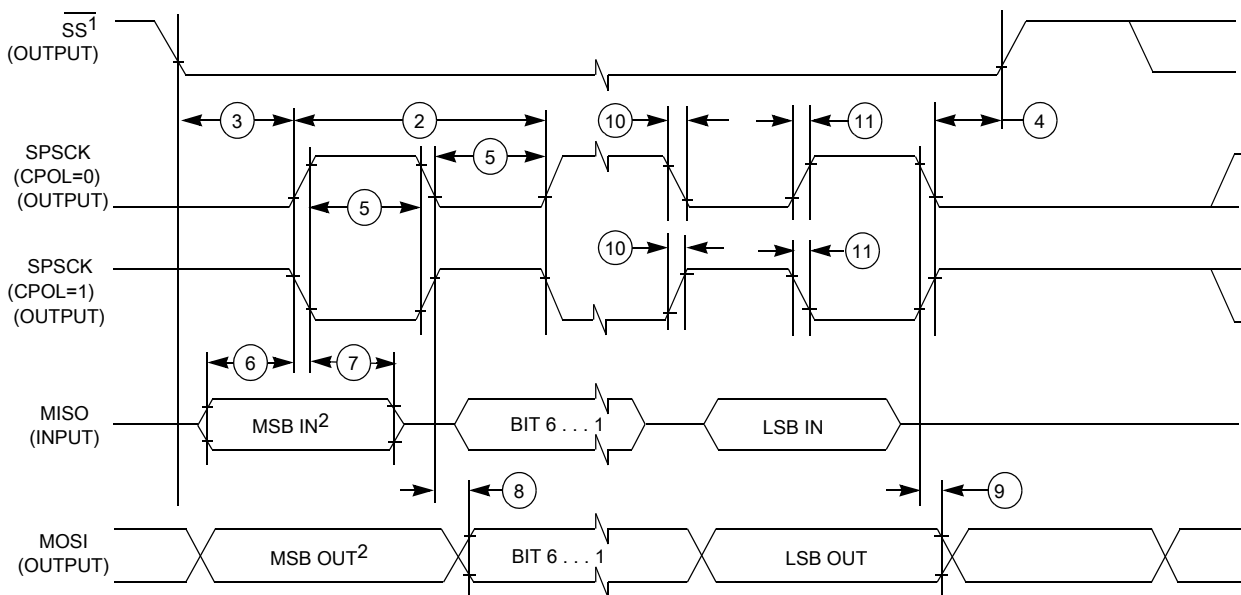 SS1
(OUTPUT)
3
2
10
11
4
SPSCK
(CPOL=0)
(OUTPUT)
5
5
10
11
SPSCK
(CPOL=1)
(OUTPUT)
6
7
MISO
(INPUT)
MSB IN2
BIT 6 . . . 1
LSB IN
8
9
MOSI
(OUTPUT)
MSB OUT2
BIT 6 . . . 1
LSB OUT